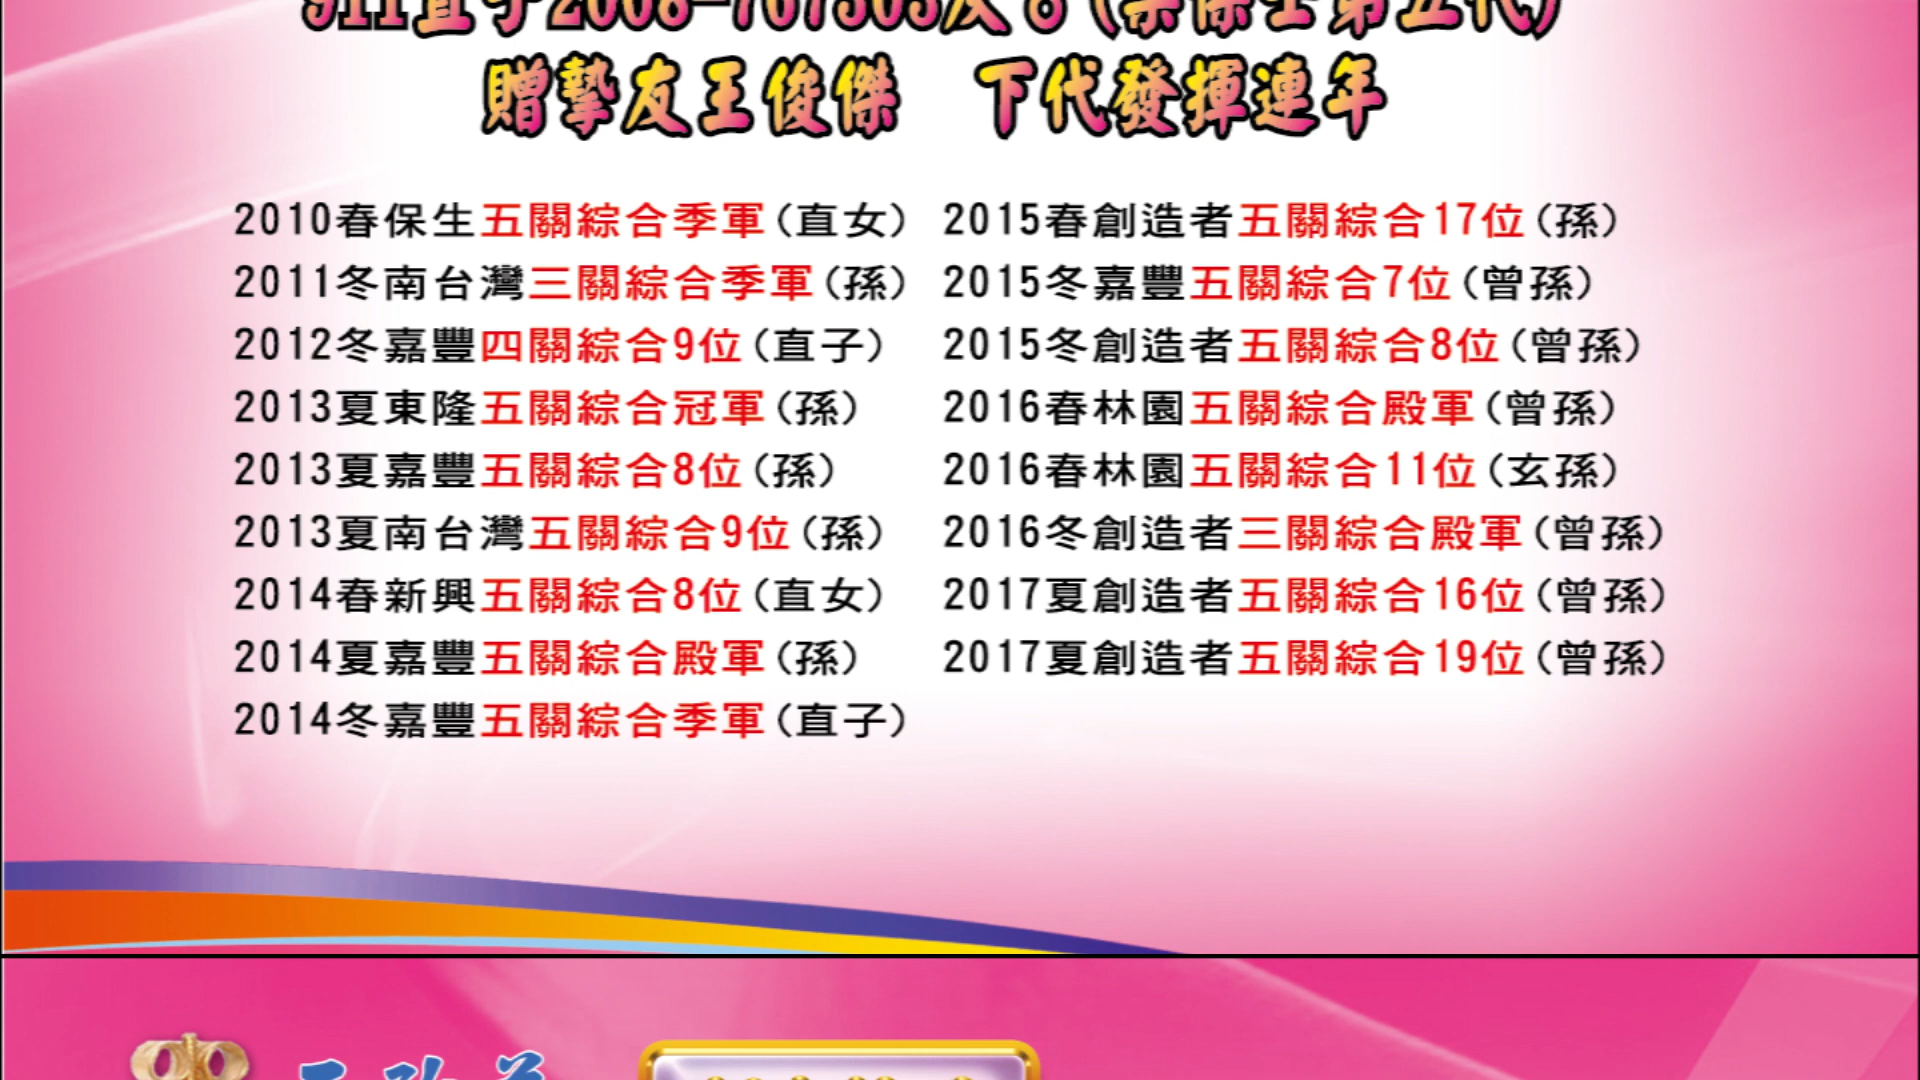 贈摯友王俊傑 下代發揮連年
2010春保生五關綜合季軍(直女)
2011冬南台灣三關綜合季軍(孫)
2012冬嘉豐四關綜合9位(直子)
2013夏東隆五關綜合冠軍(孫)
2013夏嘉豐五關綜合8位(孫)
2013夏南台灣五關綜合9位(孫)
2014春新興五關綜合8位(直女)
2014夏嘉豐五關綜合殿軍(孫)
2014冬嘉豐五關綜合季軍(直子)
2015春創造者五關綜合17位(孫)
2015冬嘉豐五關綜合7位(曾孫)
2015冬創造者五關綜合8位(曾孫)
2016春林園五關綜合殿軍(曾孫)
2016春林園五關綜合11位(玄孫)
2016冬創造者三關綜合殿軍(曾孫)
2017夏創造者五關綜合16位(曾孫)
2017夏創造者五關綜合19位(曾孫)